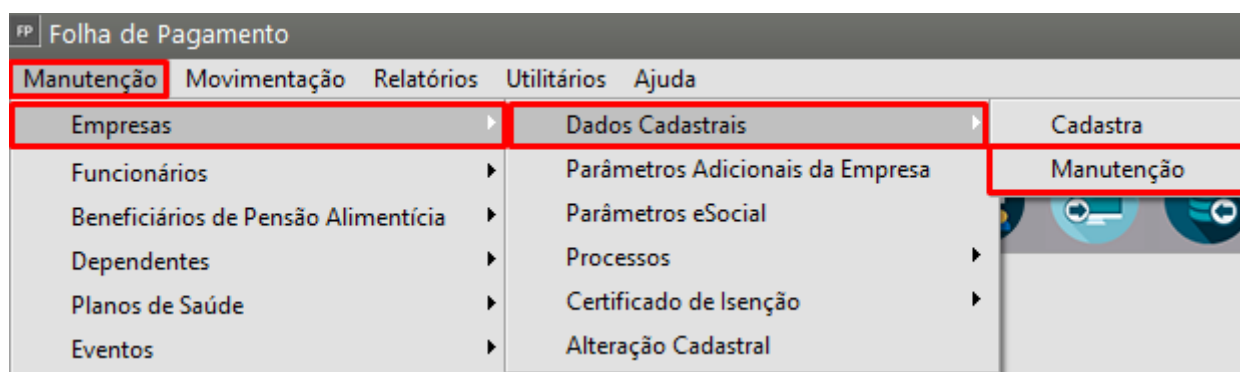 FP Folha de Pagamento
Manutenção Movimentação Relatórios Utilitários Ajuda
Empresas Dados Cadastrais Cadastra
Funcionários Parâmetros Adicionais da Empresa Manutenção
Beneficiários de Pensão Alimentícia Parâmetros eSocial
Dependentes Processos
Planos de Saúde Certificado de Isenção
Eventos Alteração Cadastral